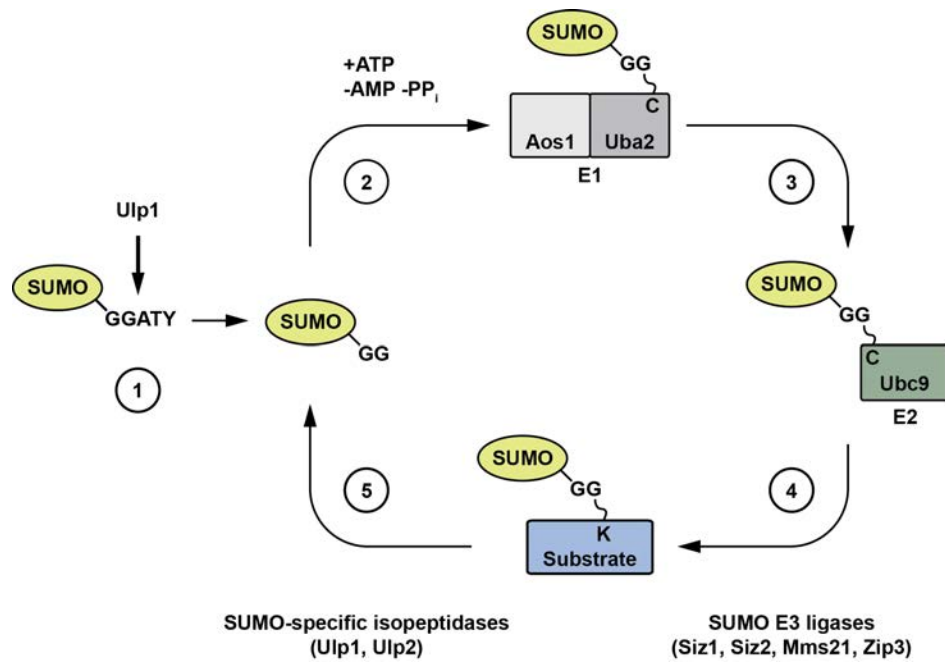 SUMO
GG
+ATP
-AMP -PPi
C
Aos1 Uba2
E1
2
3
Ulp1
SUMO
GGATY
SUMO
GG
1
SUMO
GG
C
Ubc9
E2
SUMO
GG
5
4
K
Substrate
SUMO-specific isopeptidases
(Ulp1, Ulp2)
SUMO E3 ligases
(Siz1, Siz2, Mms21, Zip3)